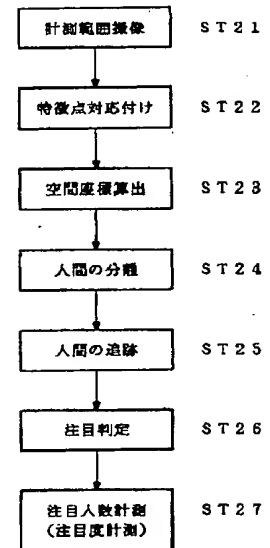 計測範囲撮像 ST21
特徴点対応付け ST22
空間座標算出 ST23
人間の分離 ST24
人間の追跡 ST25
注目判定 ST26
注目人数計測 ST27
(注目度計測)